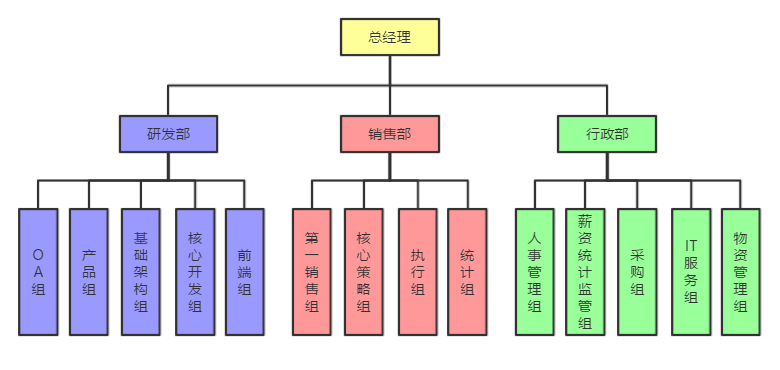 总经理
研发部
销售部
行政部
OA组
产品组
基础架构组
核心开发组
前端组
第一销售组
核心策略组
执行组
统计组
人事管理组
薪资统计监管组
采购组
IT服务组
物资管理组